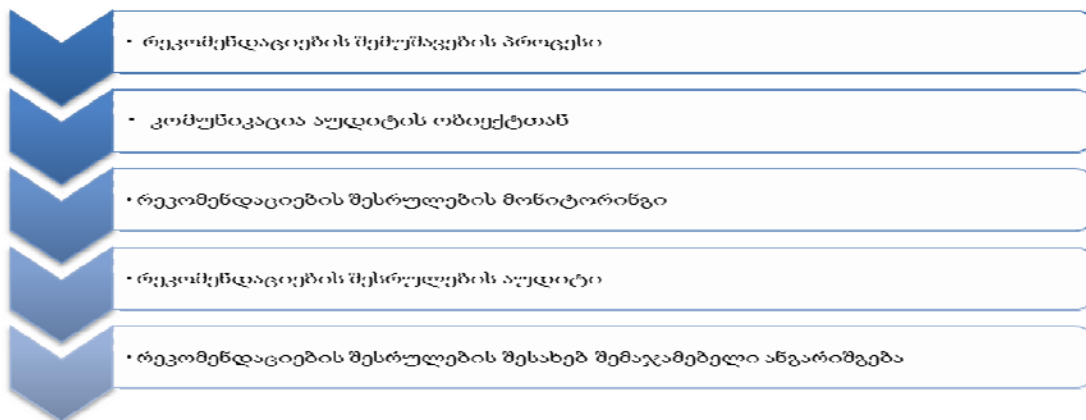 • რეკომენდაციების შემუშავების პროცესი
• კომუნიკაცია აუდიტის ობიექტთან
• რეკომენდაციების შესრულების მონიტორინგი
• რეკომენდაციების შესრულების აუდიტი
• რეკომენდაციების შესრულების შესახებ შემაჯამებელი ანგარიშგება